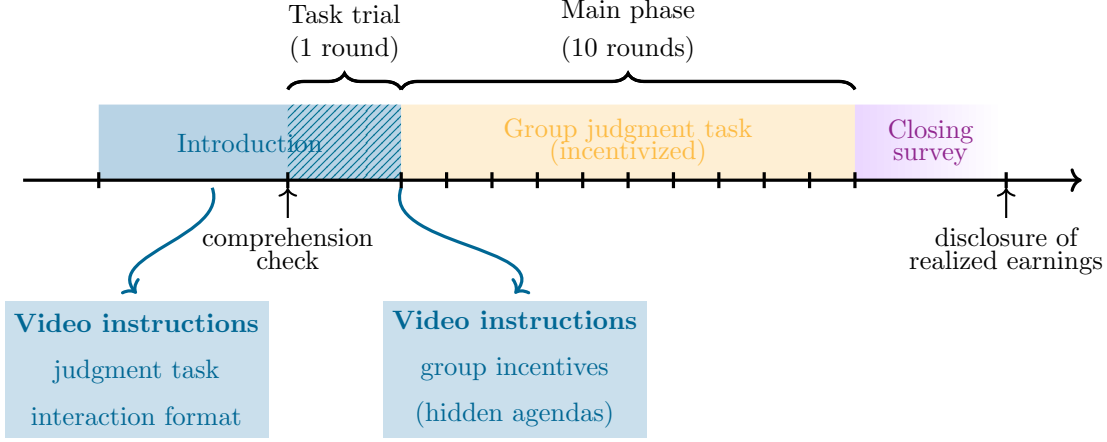 Task trial
(1 round)
Main phase
(10 rounds)
Introduction
Group judgment task
(incentivized)
Closing
survey
comprehension
check
disclosure of
realized earnings
Video instructions
judgment task
interaction format
Video instructions
group incentives
(hidden agendas)